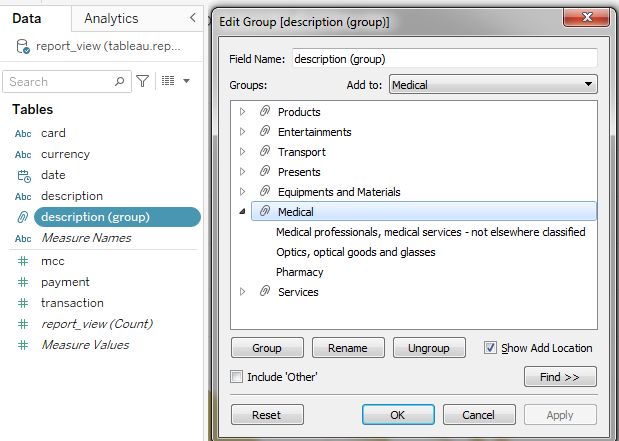 Data
Analytics
report_view (tableau.rep...
Search
Tables
Abc card
Abc currency
date
Abc description
description (group)
Abc Measure Names
# mcc
# payment
# transaction
# report_view (Count)
# Measure Values
Edit Group [description (group)]
Field Name: description (group)
Groups: Add to: Medical
Products
Entertainments
Transport
Presents
Equipments and Materials
Medical
Medical professionals, medical services - not elsewhere classified
Optics, optical goods and glasses
Pharmacy
Services
Group Rename Ungroup Show Add Location
Include 'Other' Find >>
Reset OK Cancel Apply